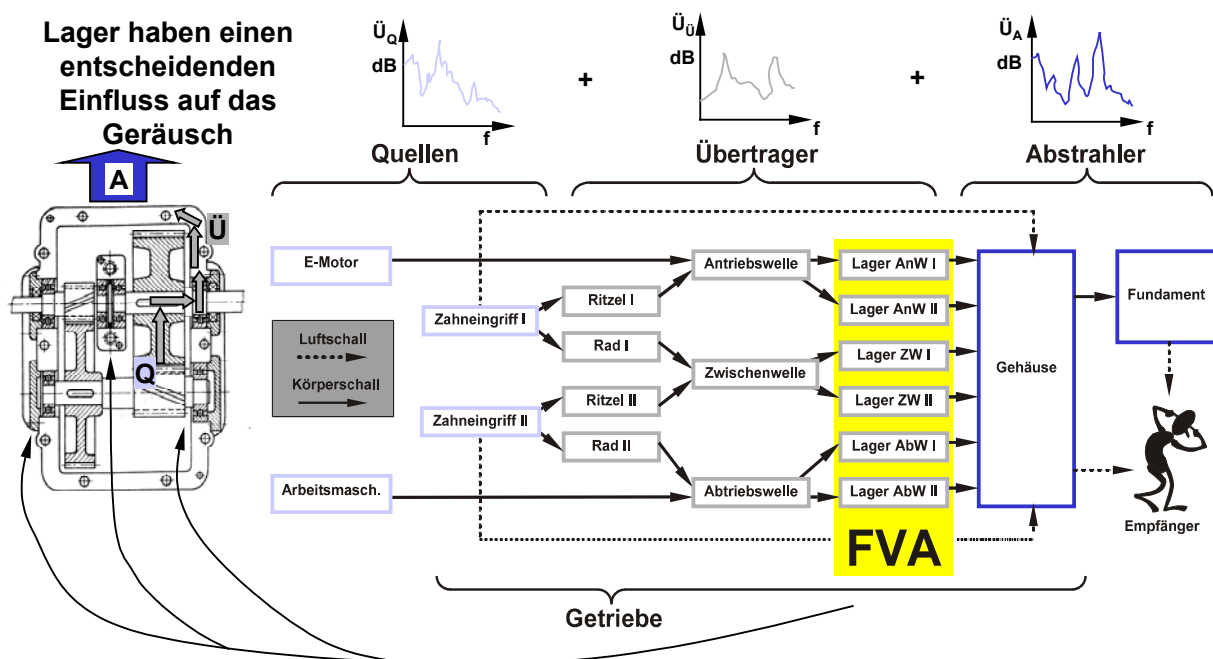 Lager haben einen
entscheidenden
Einfluss auf das
Geräusch
A
Ü
Q
Ü_Q
dB
f
+
Ü_Ü
dB
f
+
Ü_A
dB
f
Quellen
Übertrager
Abstrahler
E-Motor
Zahneingriff I
Luftschall
Körperschall
Zahneingriff II
Arbeitsmasch.
Ritzel I
Rad I
Ritzel II
Rad II
Antriebswelle
Zwischenwelle
Abtriebswelle
Lager AnW I
Lager AnW II
Lager ZW I
Lager ZW II
Lager AbW I
Lager AbW II
FVA
Gehäuse
Fundament
Empfänger
Getriebe